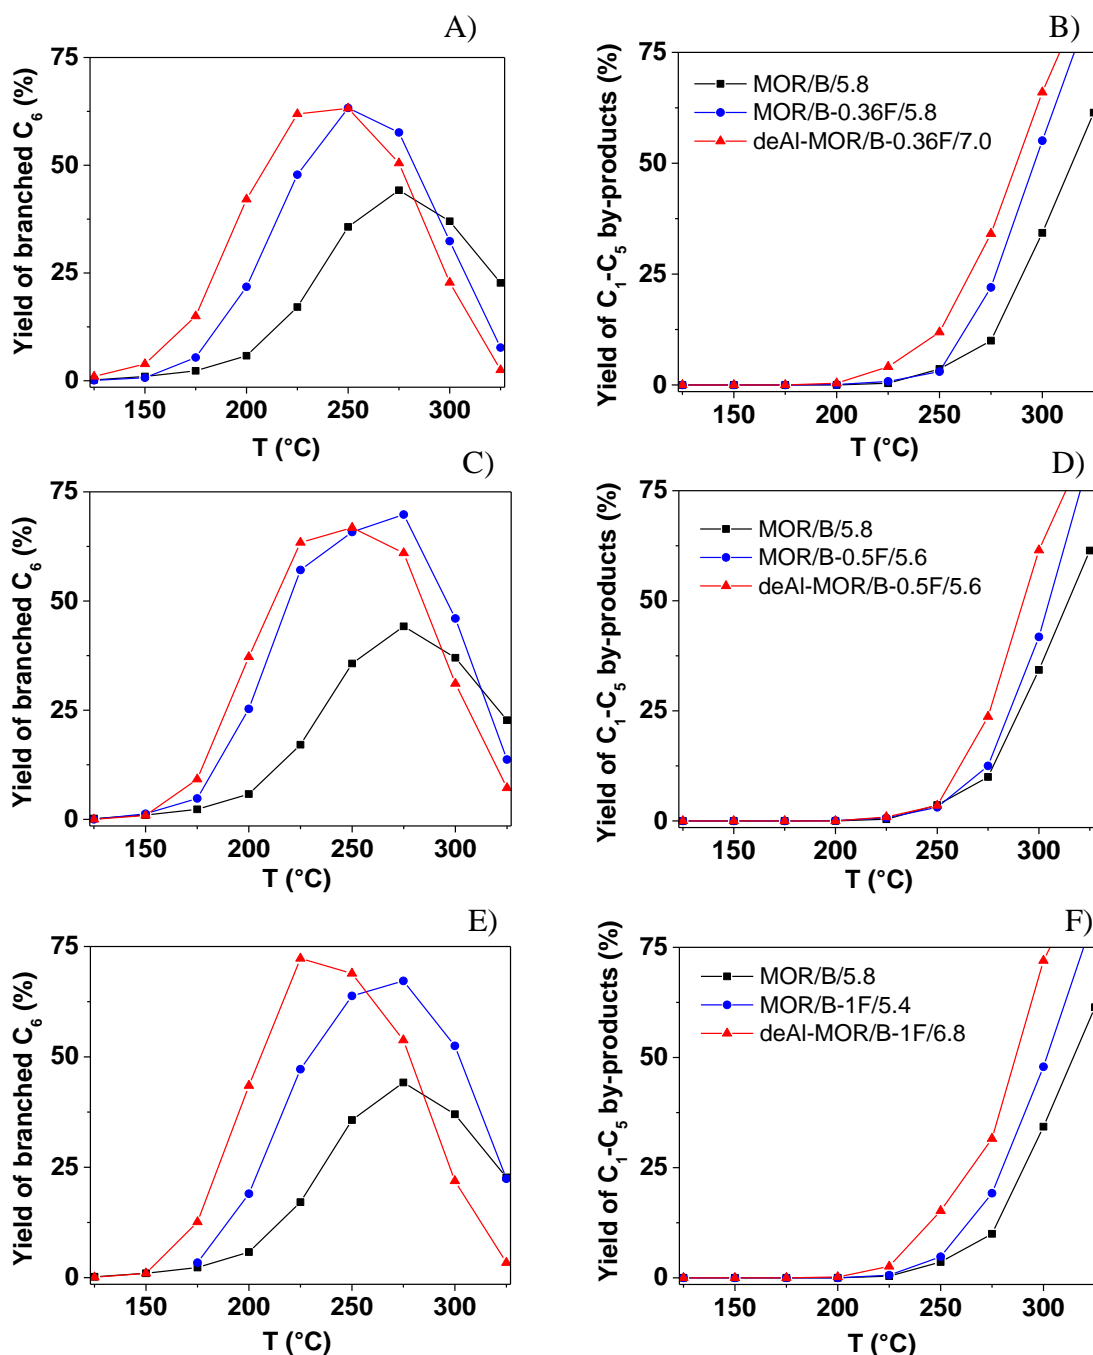 A)
Yield of branched C₆ (%)
75
50
25
0
150 200 250 300
T (°C)
B)
Yield of C₁-C₅ by-products (%)
75
50
25
0
MOR/B/5.8
MOR/B-0.36F/5.8
deAl-MOR/B-0.36F/7.0
150 200 250 300
T (°C)
C)
Yield of branched C₆ (%)
75
50
25
0
150 200 250 300
T (°C)
D)
Yield of C₁-C₅ by-products (%)
75
50
25
0
MOR/B/5.8
MOR/B-0.5F/5.6
deAl-MOR/B-0.5F/5.6
150 200 250 300
T (°C)
E)
Yield of branched C₆ (%)
75
50
25
0
150 200 250 300
T (°C)
F)
Yield of C₁-C₅ by-products (%)
75
50
25
0
MOR/B/5.8
MOR/B-1F/5.4
deAl-MOR/B-1F/6.8
150 200 250 300
T (°C)